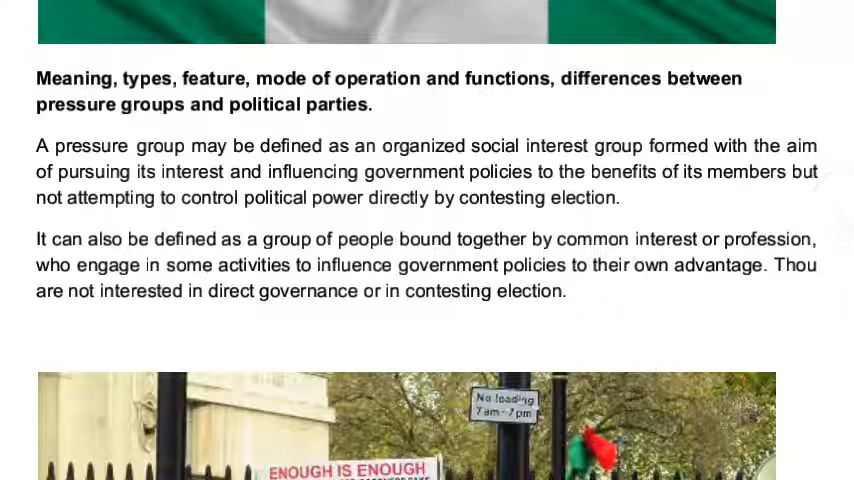 Meaning, types, feature, mode of operation and functions, differences between
pressure groups and political parties.
A pressure group may be defined as an organized social interest group formed with the aim
of pursuing its interest and influencing government policies to the benefits of its members but
not attempting to control political power directly by contesting election.
It can also be defined as a group of people bound together by common interest or profession,
who engage in some activities to influence government policies to their own advantage. Thou
are not interested in direct governance or in contesting election.
No loading
7am-7pm
ENOUGH IS ENOUGH